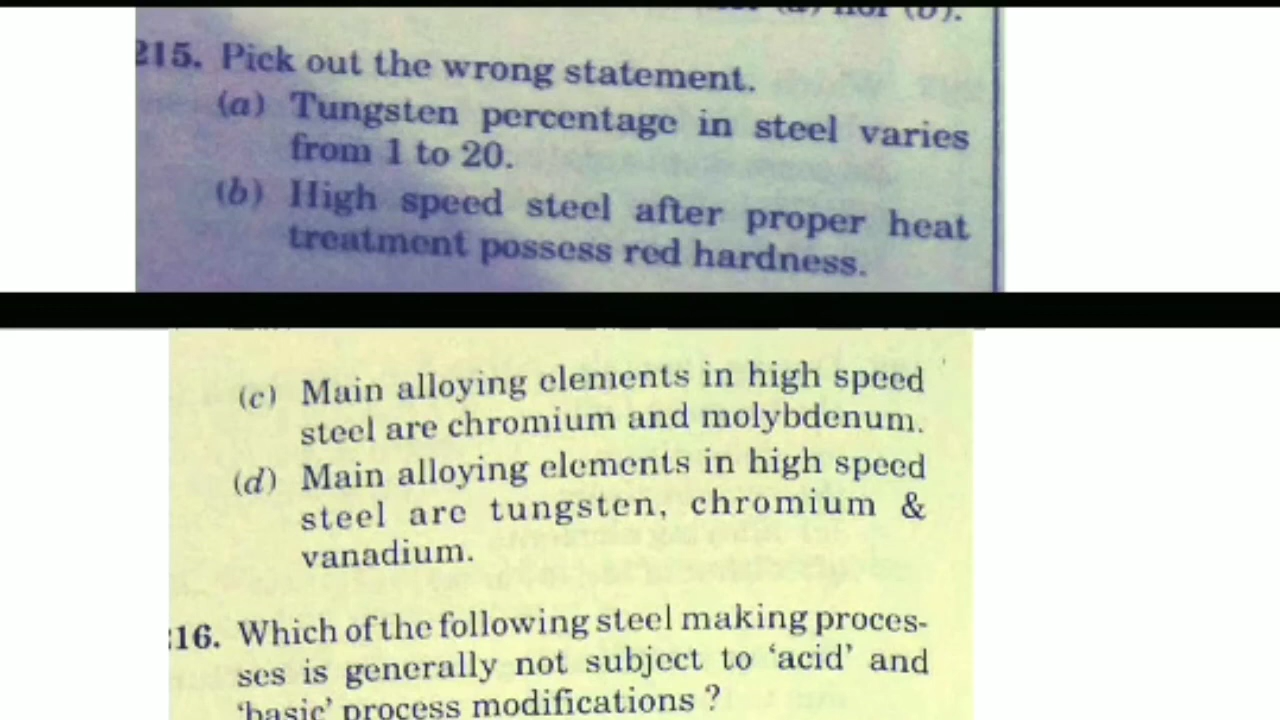 215. Pick out the wrong statement.
(a) Tungsten percentage in steel varies
from 1 to 20.
(b) High speed steel after proper heat
treatment possess red hardness.
(c) Main alloying elements in high speed
steel are chromium and molybdenum.
(d) Main alloying elements in high speed
steel are tungsten, chromium &
vanadium.
:16. Which of the following steel making proces-
ses is generally not subject to ‘acid’ and
‘basic’ process modifications ?